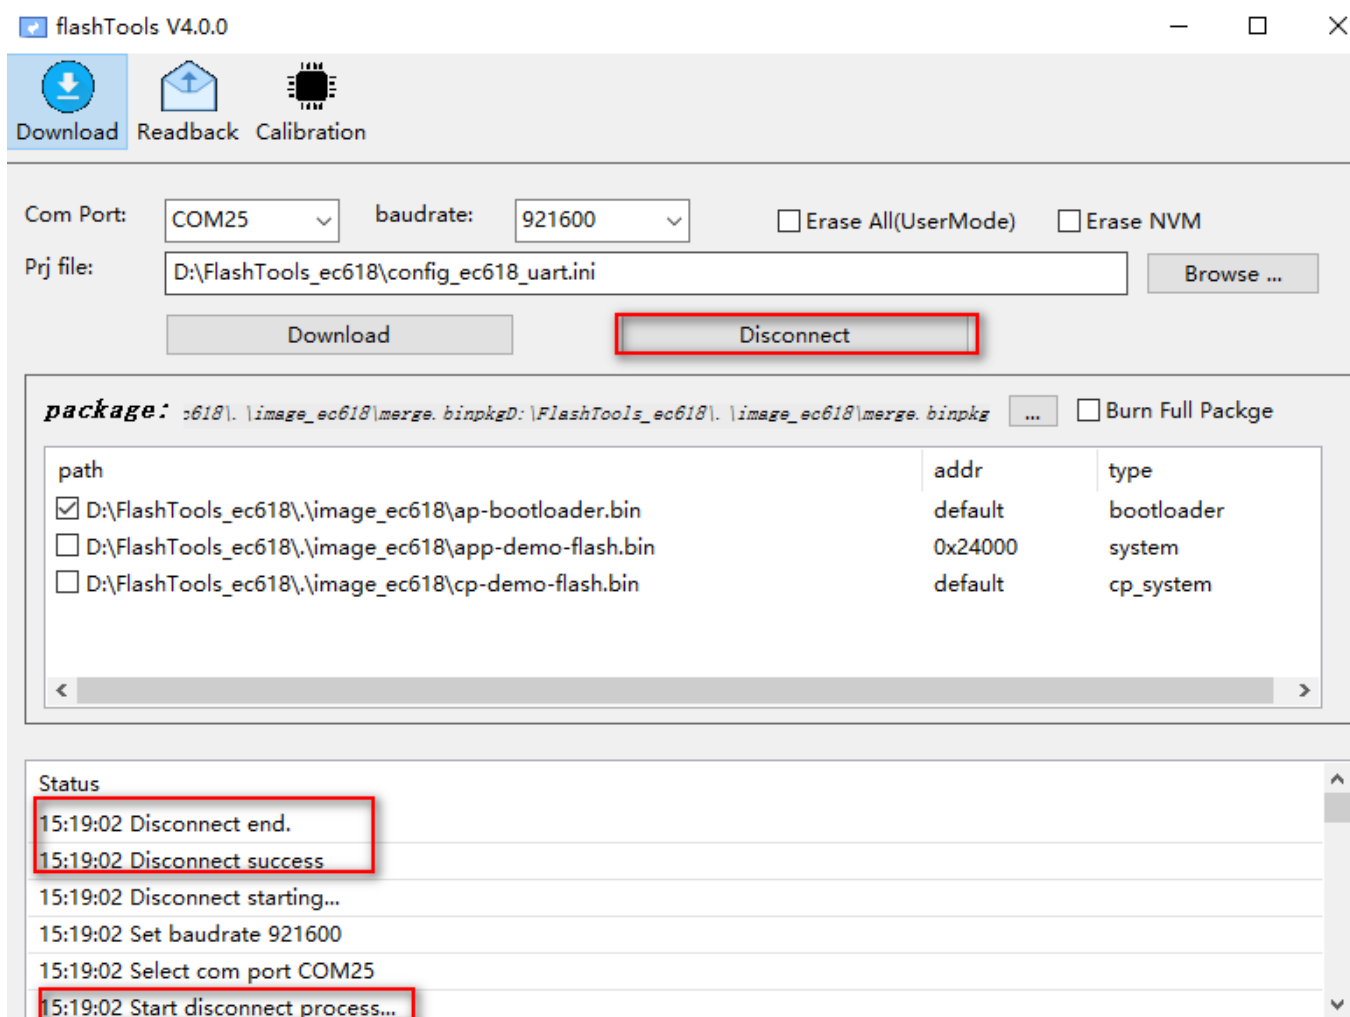 flashTools V4.0.0
Download Readback Calibration
Com Port: COM25 baudrate: 921600 Erase All(UserMode) Erase NVM
Prj file: D:\FlashTools_ec618\config_ec618_uart.ini Browse ...
Download Disconnect
package: :618\.\image_ec618\merge.binpkgD:\FlashTools_ec618\.\image_ec618\merge.binpkg ... Burn Full Packge
path addr type
D:\FlashTools_ec618\.\image_ec618\ap-bootloader.bin default bootloader
D:\FlashTools_ec618\.\image_ec618\app-demo-flash.bin 0x24000 system
D:\FlashTools_ec618\.\image_ec618\cp-demo-flash.bin default cp_system
Status
15:19:02 Disconnect end.
15:19:02 Disconnect success
15:19:02 Disconnect starting...
15:19:02 Set baudrate 921600
15:19:02 Select com port COM25
15:19:02 Start disconnect process...